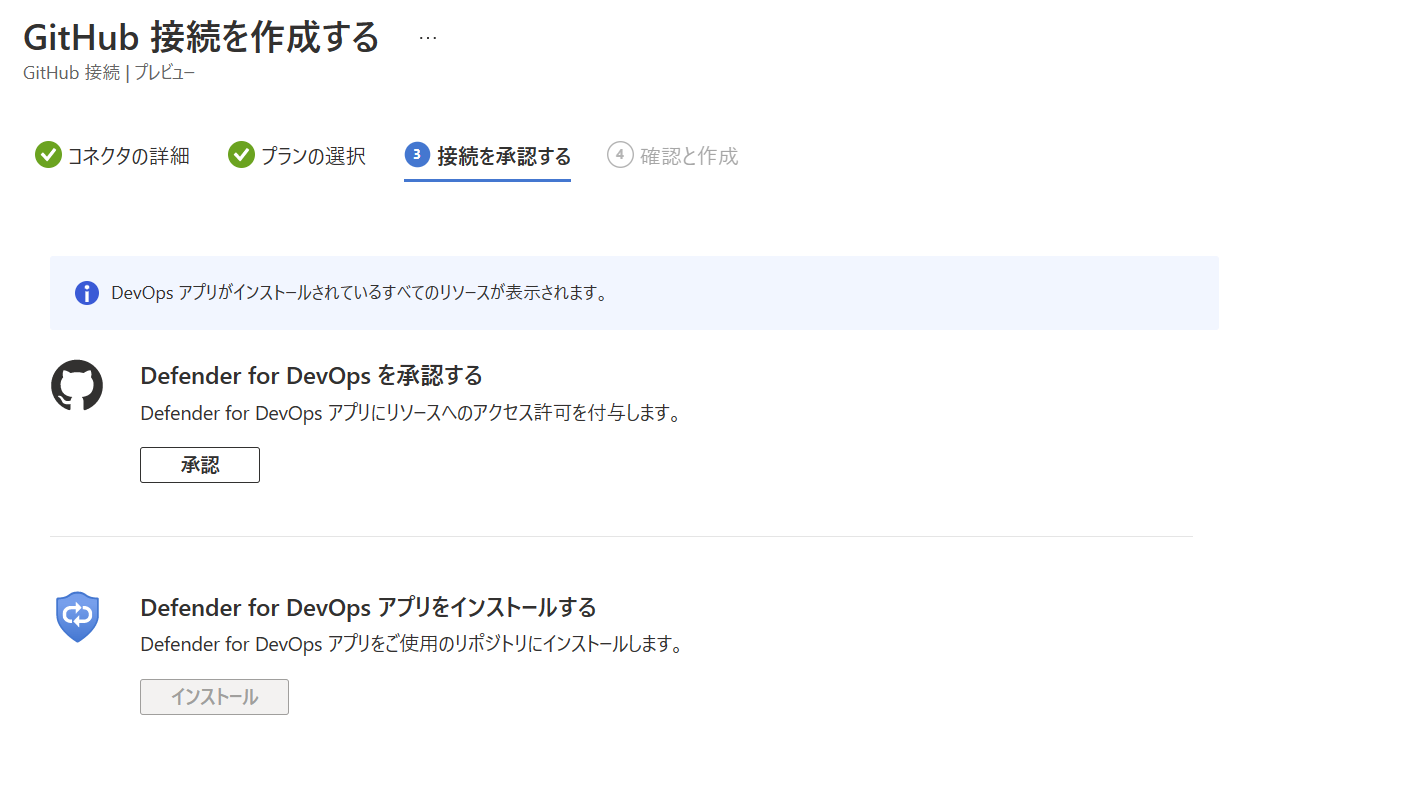 GitHub 接続を作成する …
GitHub 接続 | プレビュー
コネクタの詳細 プランの選択 3 接続を承認する 4 確認と作成
DevOps アプリがインストールされているすべてのリソースが表示されます。
Defender for DevOps を承認する
Defender for DevOps アプリにリソースへのアクセス許可を付与します。
承認
Defender for DevOps アプリをインストールする
Defender for DevOps アプリをご使用のリポジトリにインストールします。
インストール